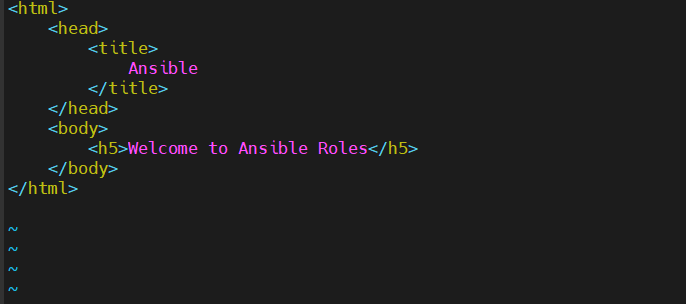 <html>
    <head>
        <title>
            Ansible
        </title>
    </head>
    <body>
        <h5>Welcome to Ansible Roles</h5>
    </body>
</html>
~
~
~
~